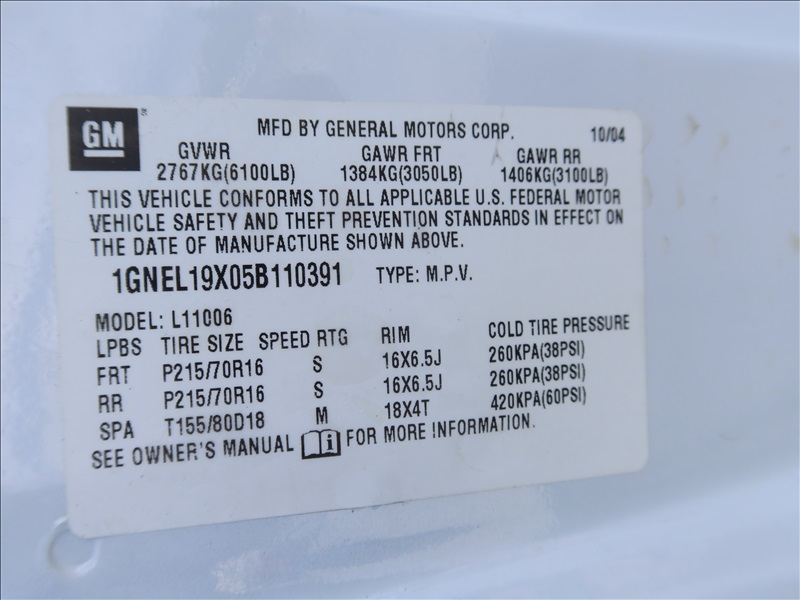 GM
MFD BY GENERAL MOTORS CORP. 10/04
GVWR GAWR FRT GAWR RR
2767KG(6100LB) 1384KG(3050LB) 1406KG(3100LB)
THIS VEHICLE CONFORMS TO ALL APPLICABLE U.S. FEDERAL MOTOR
VEHICLE SAFETY AND THEFT PREVENTION STANDARDS IN EFFECT ON
THE DATE OF MANUFACTURE SHOWN ABOVE.
1GNEL19X05B110391 TYPE: M.P.V.
MODEL: L11006
LPBS TIRE SIZE SPEED RTG RIM COLD TIRE PRESSURE
FRT P215/70R16 S 16X6.5J 260KPA(38PSI)
RR P215/70R16 S 16X6.5J 260KPA(38PSI)
SPA T155/80D18 M 18X4T 420KPA(60PSI)
SEE OWNER'S MANUAL i FOR MORE INFORMATION.